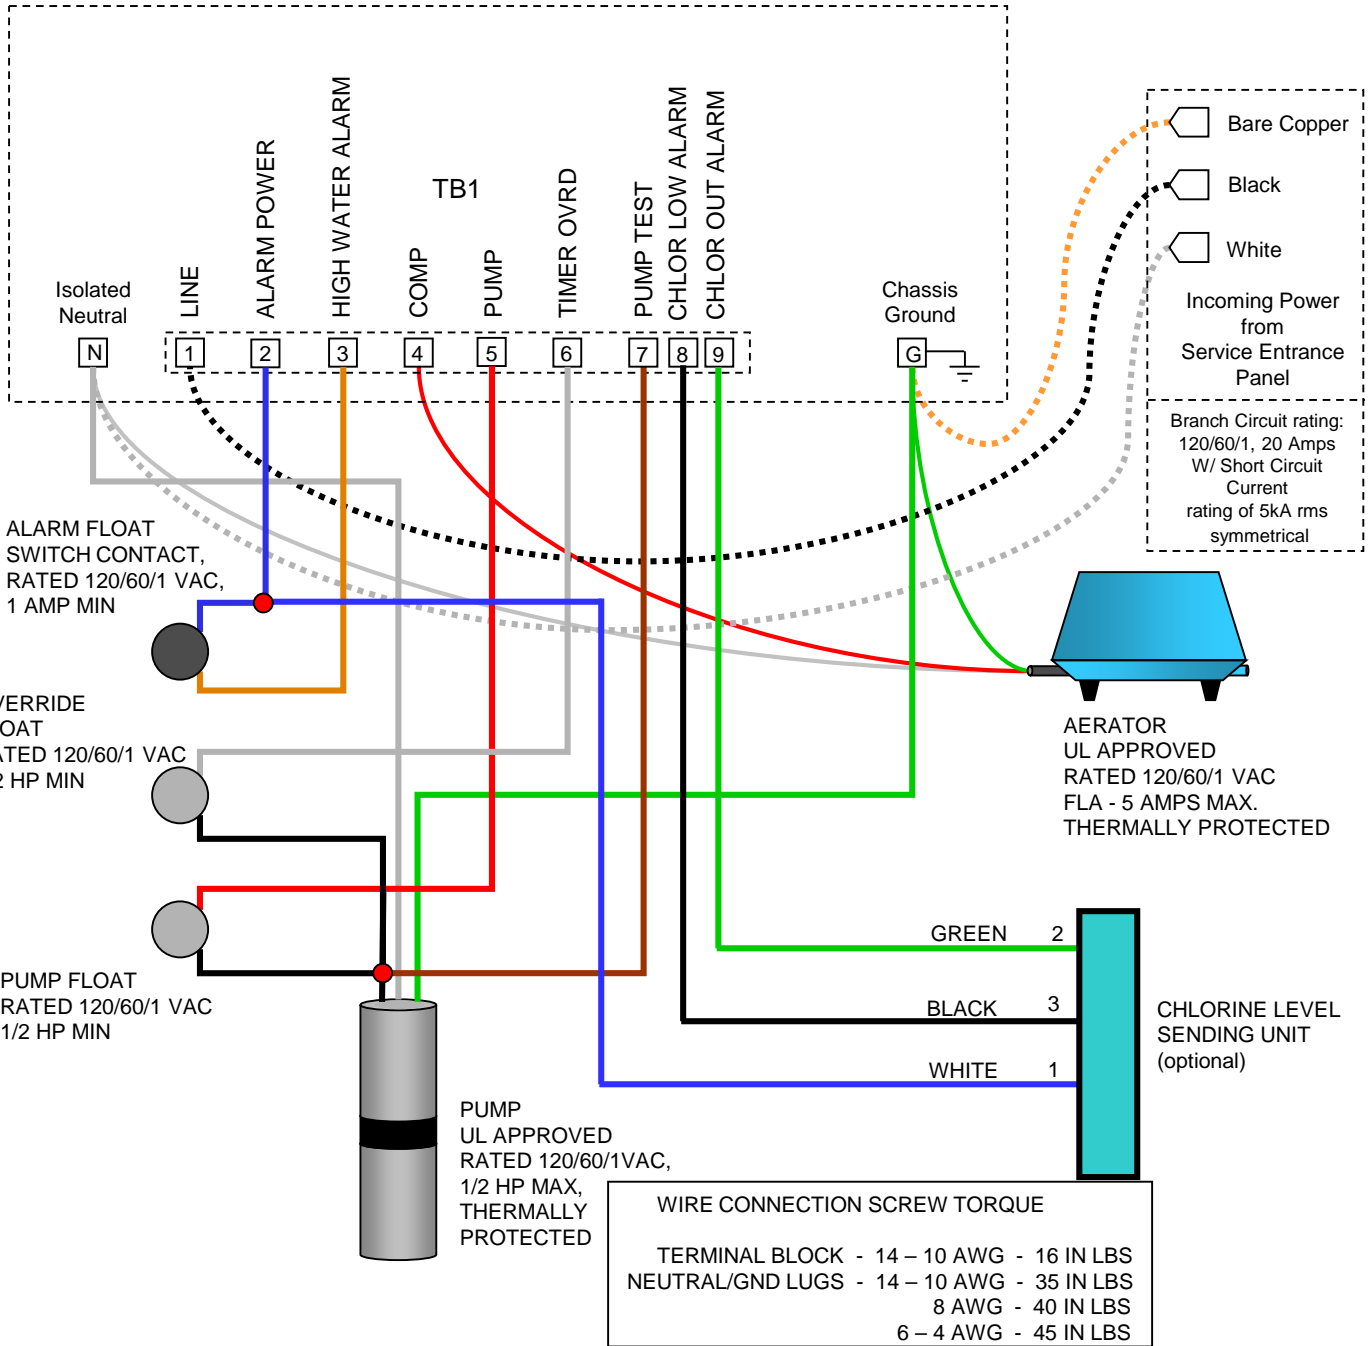 LINE
ALARM POWER
HIGH WATER ALARM
COMP
PUMP
TIMER OVRD
PUMP TEST
CHLOR LOW ALARM
CHLOR OUT ALARM
TB1
Isolated
Neutral
Chassis
Ground
N
1
2
3
4
5
6
7
8
9
G
Bare Copper
Black
White
Incoming Power
from
Service Entrance
Panel
Branch Circuit rating:
120/60/1, 20 Amps
W/ Short Circuit
Current
rating of 5kA rms
symmetrical
ALARM FLOAT
SWITCH CONTACT,
RATED 120/60/1 VAC,
1 AMP MIN
VERRIDE
OAT
ATED 120/60/1 VAC
2 HP MIN
PUMP FLOAT
RATED 120/60/1 VAC
1/2 HP MIN
AERATOR
UL APPROVED
RATED 120/60/1 VAC
FLA - 5 AMPS MAX.
THERMALLY PROTECTED
GREEN 2
BLACK 3
WHITE 1
CHLORINE LEVEL
SENDING UNIT
(optional)
PUMP
UL APPROVED
RATED 120/60/1VAC,
1/2 HP MAX,
THERMALLY
PROTECTED
WIRE CONNECTION SCREW TORQUE
TERMINAL BLOCK - 14 – 10 AWG - 16 IN LBS
NEUTRAL/GND LUGS - 14 – 10 AWG - 35 IN LBS
8 AWG - 40 IN LBS
6 – 4 AWG - 45 IN LBS